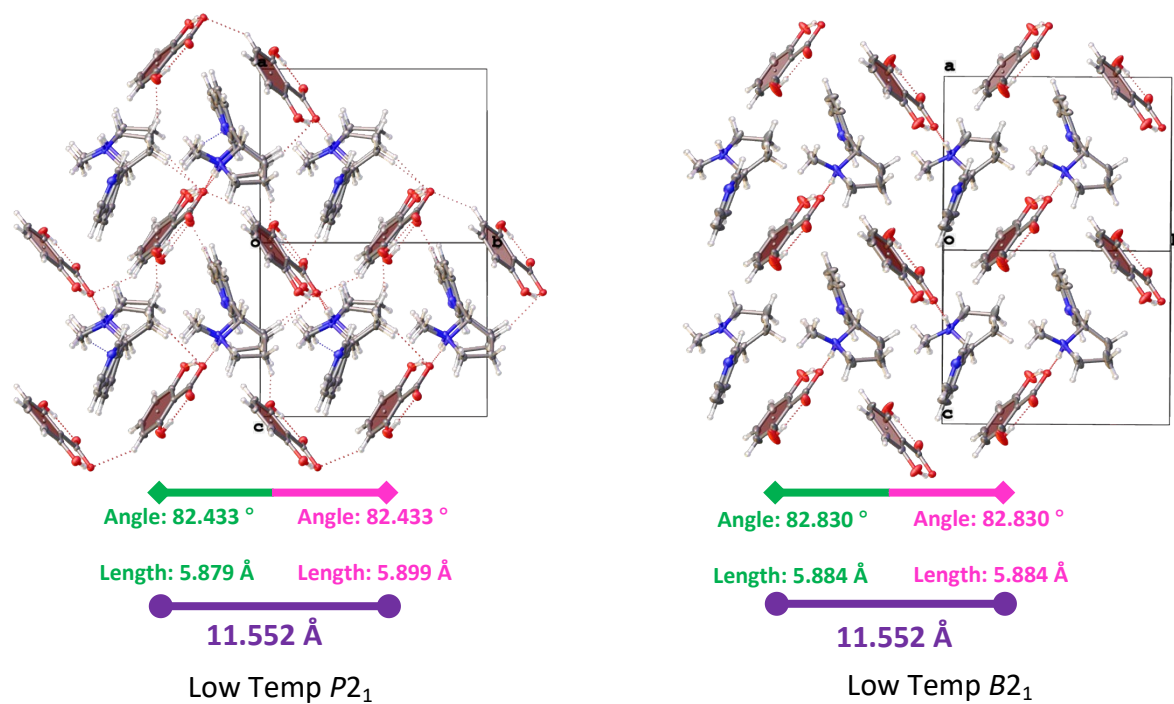 a
o
b
c
a
o
b
c
Angle: 82.433 °
Angle: 82.433 °
Length: 5.879 Å
Length: 5.899 Å
11.552 Å
Low Temp P2₁
Angle: 82.830 °
Angle: 82.830 °
Length: 5.884 Å
Length: 5.884 Å
11.552 Å
Low Temp B2₁